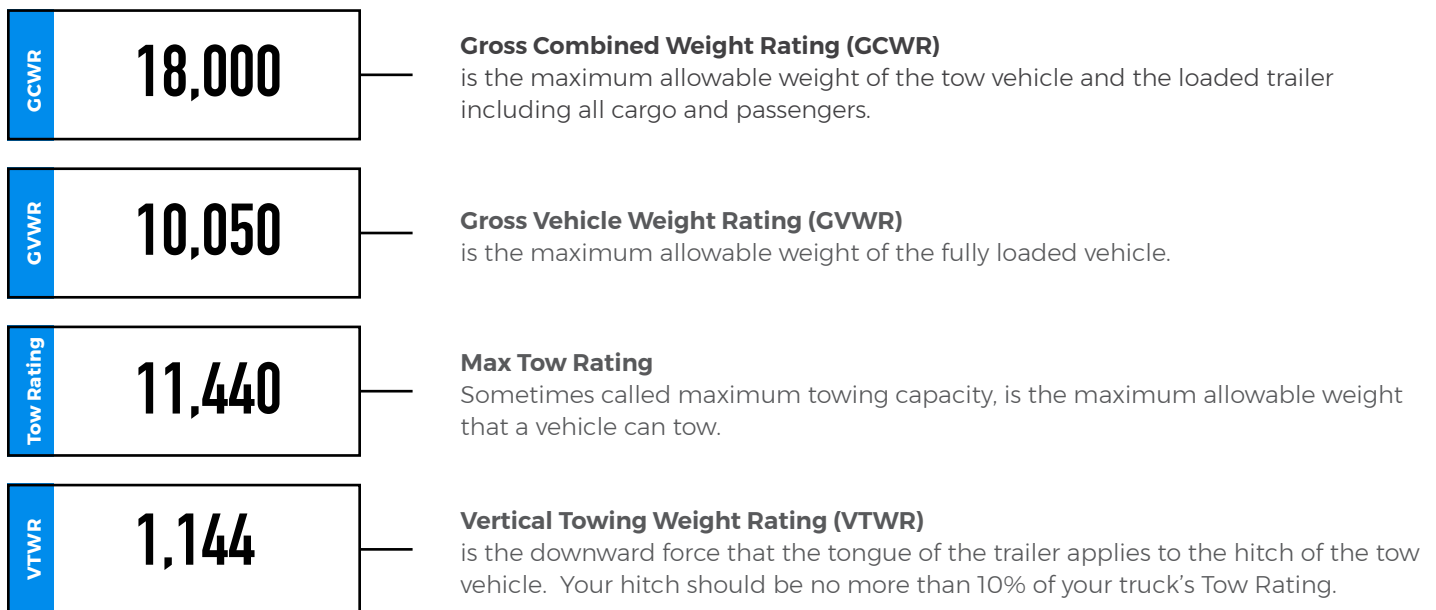 GCWR
18,000
Gross Combined Weight Rating (GCWR)
is the maximum allowable weight of the tow vehicle and the loaded trailer
including all cargo and passengers.
GVWR
10,050
Gross Vehicle Weight Rating (GVWR)
is the maximum allowable weight of the fully loaded vehicle.
Tow Rating
11,440
Max Tow Rating
Sometimes called maximum towing capacity, is the maximum allowable weight
that a vehicle can tow.
VTWR
1,144
Vertical Towing Weight Rating (VTWR)
is the downward force that the tongue of the trailer applies to the hitch of the tow
vehicle.  Your hitch should be no more than 10% of your truck’s Tow Rating.